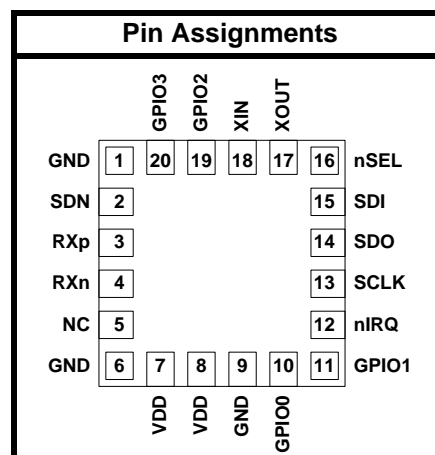 Pin Assignments
GPIO3 GPIO2 XIN XOUT
GND 1 20 19 18 17 16 nSEL
SDN 2 15 SDI
RXp 3 14 SDO
RXn 4 13 SCLK
NC 5 12 nIRQ
GND 6 7 8 9 10 11 GPIO1
VDD VDD GND GPIO0